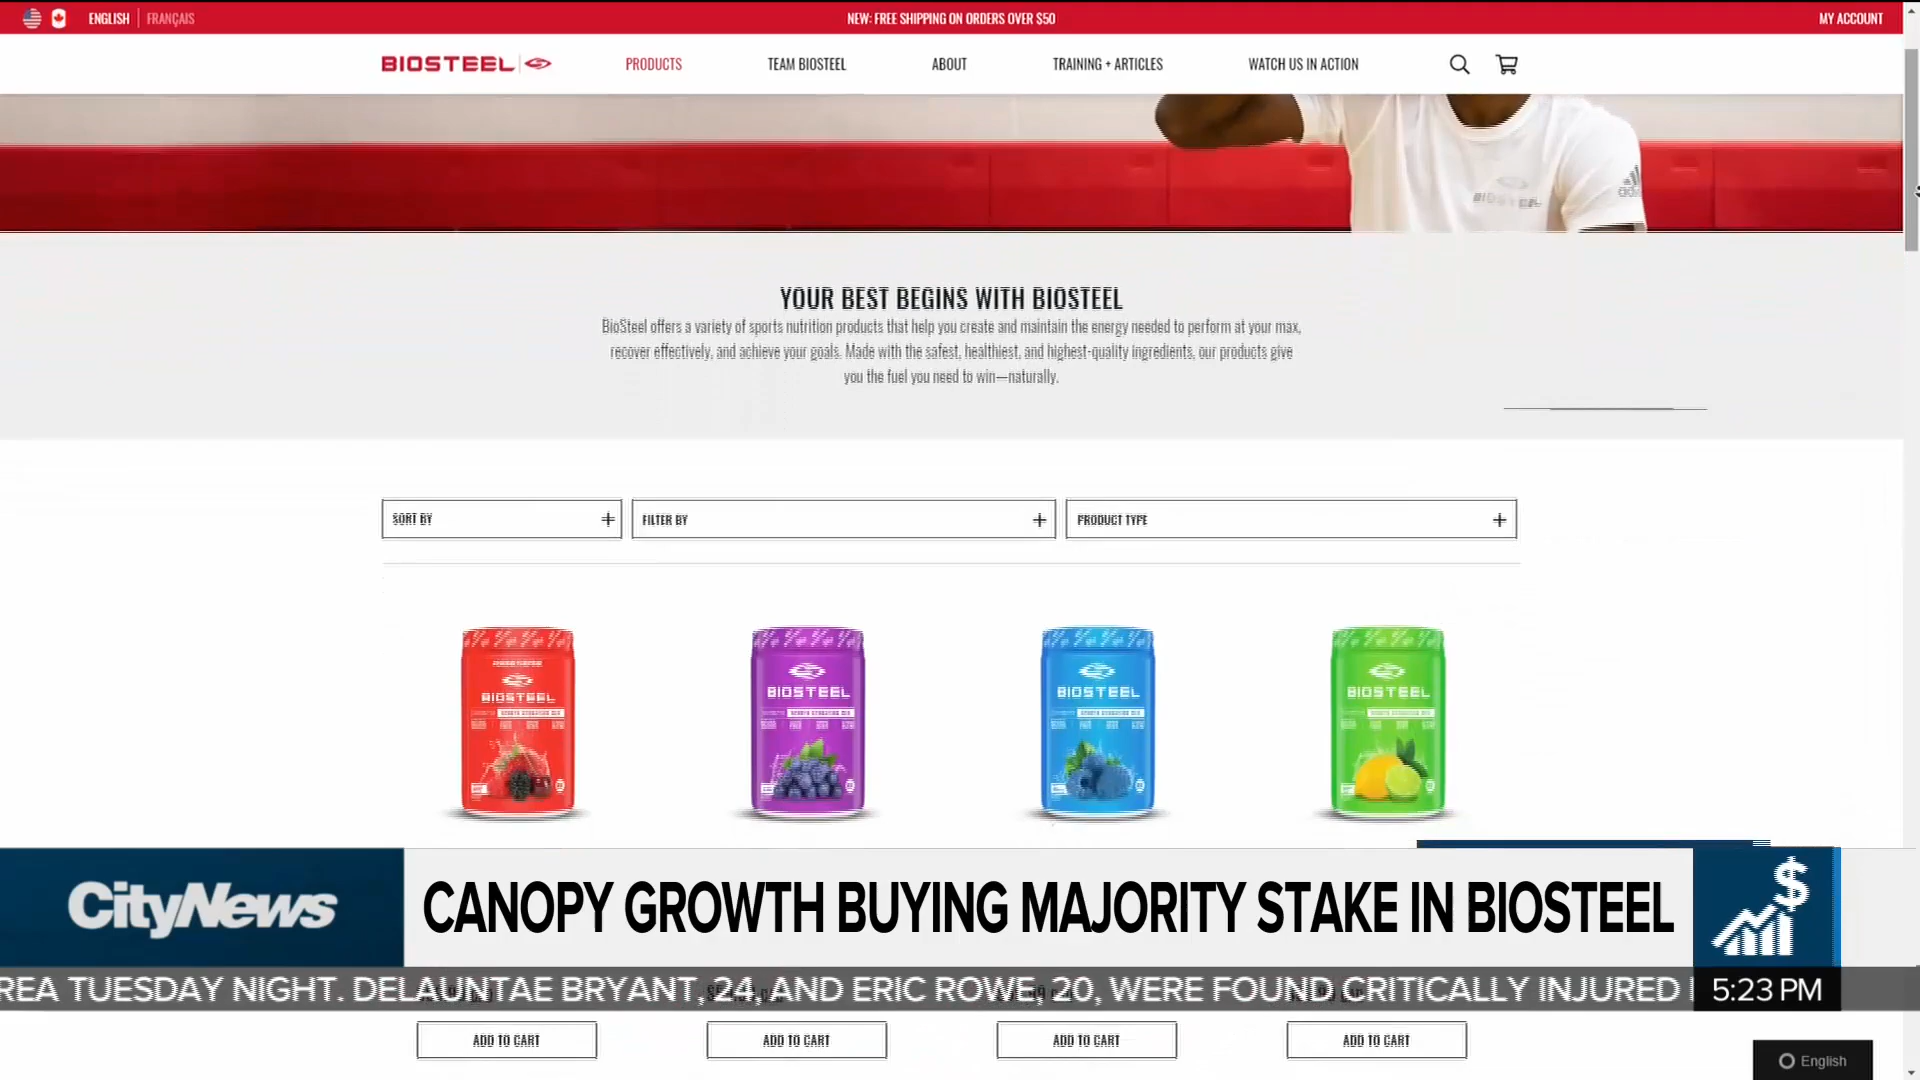 ENGLISH FRANÇAIS
NEW: FREE SHIPPING ON ORDERS OVER $50
MY ACCOUNT
BIOSTEEL
PRODUCTS
TEAM BIOSTEEL
ABOUT
TRAINING + ARTICLES
WATCH US IN ACTION
BIOSTEEL
YOUR BEST BEGINS WITH BIOSTEEL
BioSteel offers a variety of sports nutrition products that help you create and maintain the energy needed to perform at your max,
recover effectively, and achieve your goals. Made with the safest, healthiest, and highest-quality ingredients, our products give
you the fuel you need to win—naturally.
SORT BY
FILTER BY
PRODUCT TYPE
BIOSTEEL
BIOSTEEL
BIOSTEEL
BIOSTEEL
CityNews
CANOPY GROWTH BUYING MAJORITY STAKE IN BIOSTEEL
REA TUESDAY NIGHT. DELAUNTAE BRYANT, 24, AND ERIC ROWE, 20, WERE FOUND CRITICALLY INJURED
5:23 PM
ADD TO CART
ADD TO CART
ADD TO CART
ADD TO CART
English